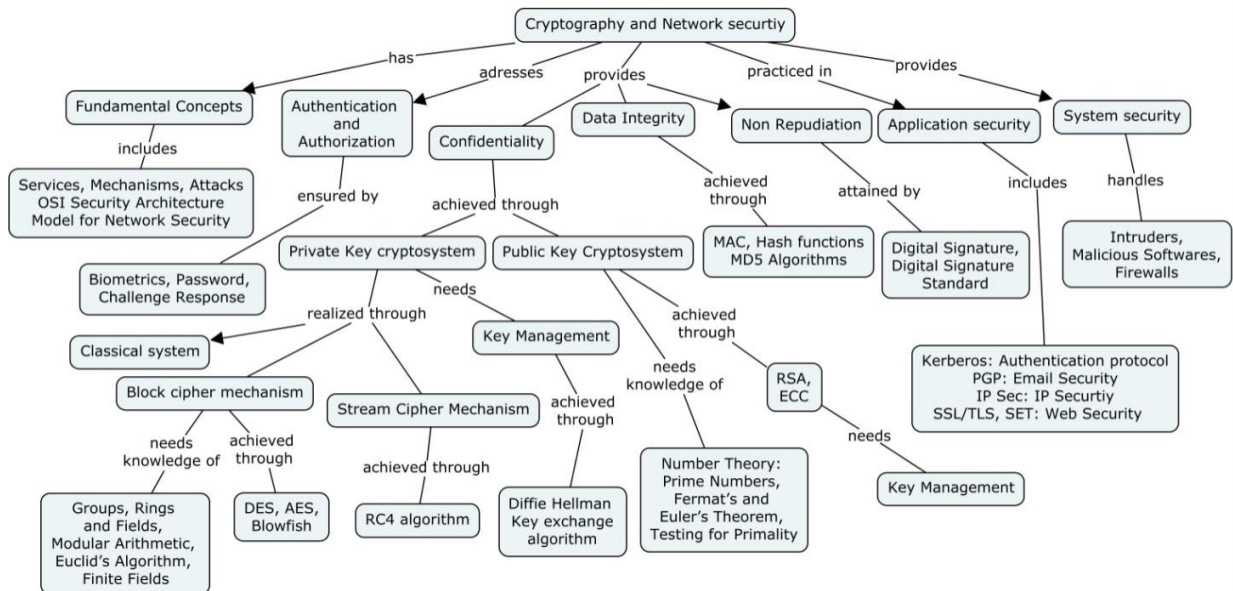 Cryptography and Network securtiy
has
adresses
provides
practiced in
provides
Fundamental Concepts
Authentication
and
Authorization
Confidentiality
Data Integrity
Non Repudiation
Application security
System security
includes
Services, Mechanisms, Attacks
OSI Security Architecture
Model for Network Security
ensured by
Biometrics, Password,
Challenge Response
achieved through
achieved
through
MAC, Hash functions
MD5 Algorithms
attained by
Digital Signature,
Digital Signature
Standard
includes
handles
Intruders,
Malicious Softwares,
Firewalls
Private Key cryptosystem
Public Key Cryptosystem
realized through
needs
Classical system
Block cipher mechanism
Stream Cipher Mechanism
Key Management
needs
knowledge of
achieved
through
RSA,
ECC
Kerberos: Authentication protocol
PGP: Email Security
IP Sec: IP Securtiy
SSL/TLS, SET: Web Security
needs
knowledge of
achieved
through
achieved through
achieved
through
needs
Key Management
Groups, Rings
and Fields,
Modular Arithmetic,
Euclid's Algorithm,
Finite Fields
DES, AES,
Blowfish
RC4 algorithm
Diffie Hellman
Key exchange
algorithm
Number Theory:
Prime Numbers,
Fermat's and
Euler's Theorem,
Testing for Primality